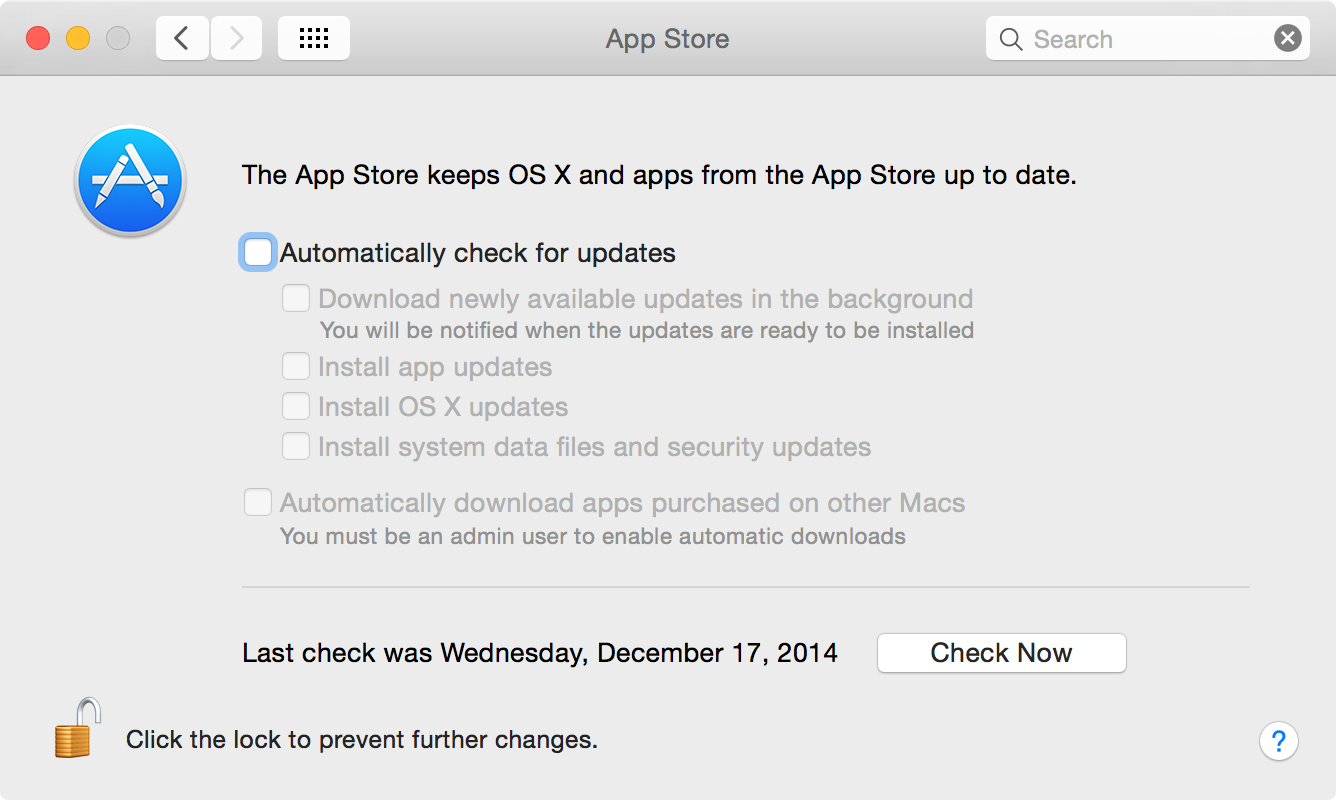 App Store
Search
The App Store keeps OS X and apps from the App Store up to date.
Automatically check for updates
Download newly available updates in the background
You will be notified when the updates are ready to be installed
Install app updates
Install OS X updates
Install system data files and security updates
Automatically download apps purchased on other Macs
You must be an admin user to enable automatic downloads
Last check was Wednesday, December 17, 2014
Check Now
Click the lock to prevent further changes.
?